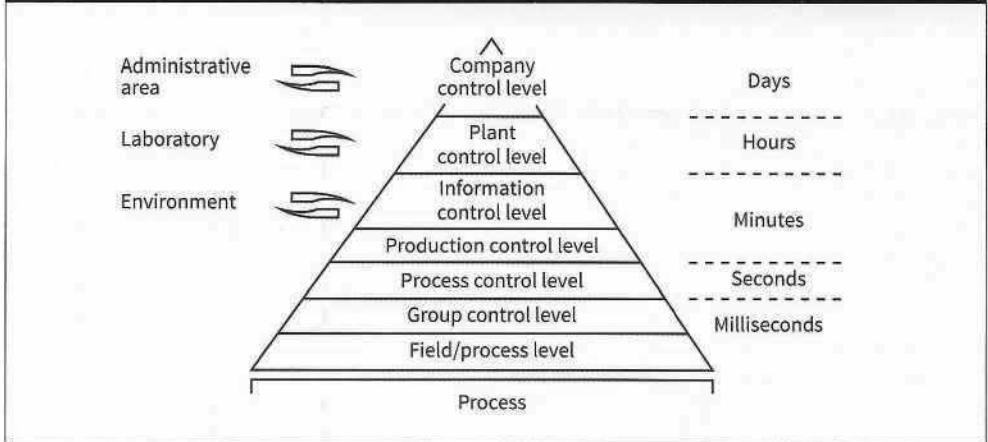 Administrative
area
Laboratory
Environment
Company
control level
Plant
control level
Information
control level
Production control level
Process control level
Group control level
Field/process level
Process
Days
Hours
Minutes
Seconds
Milliseconds